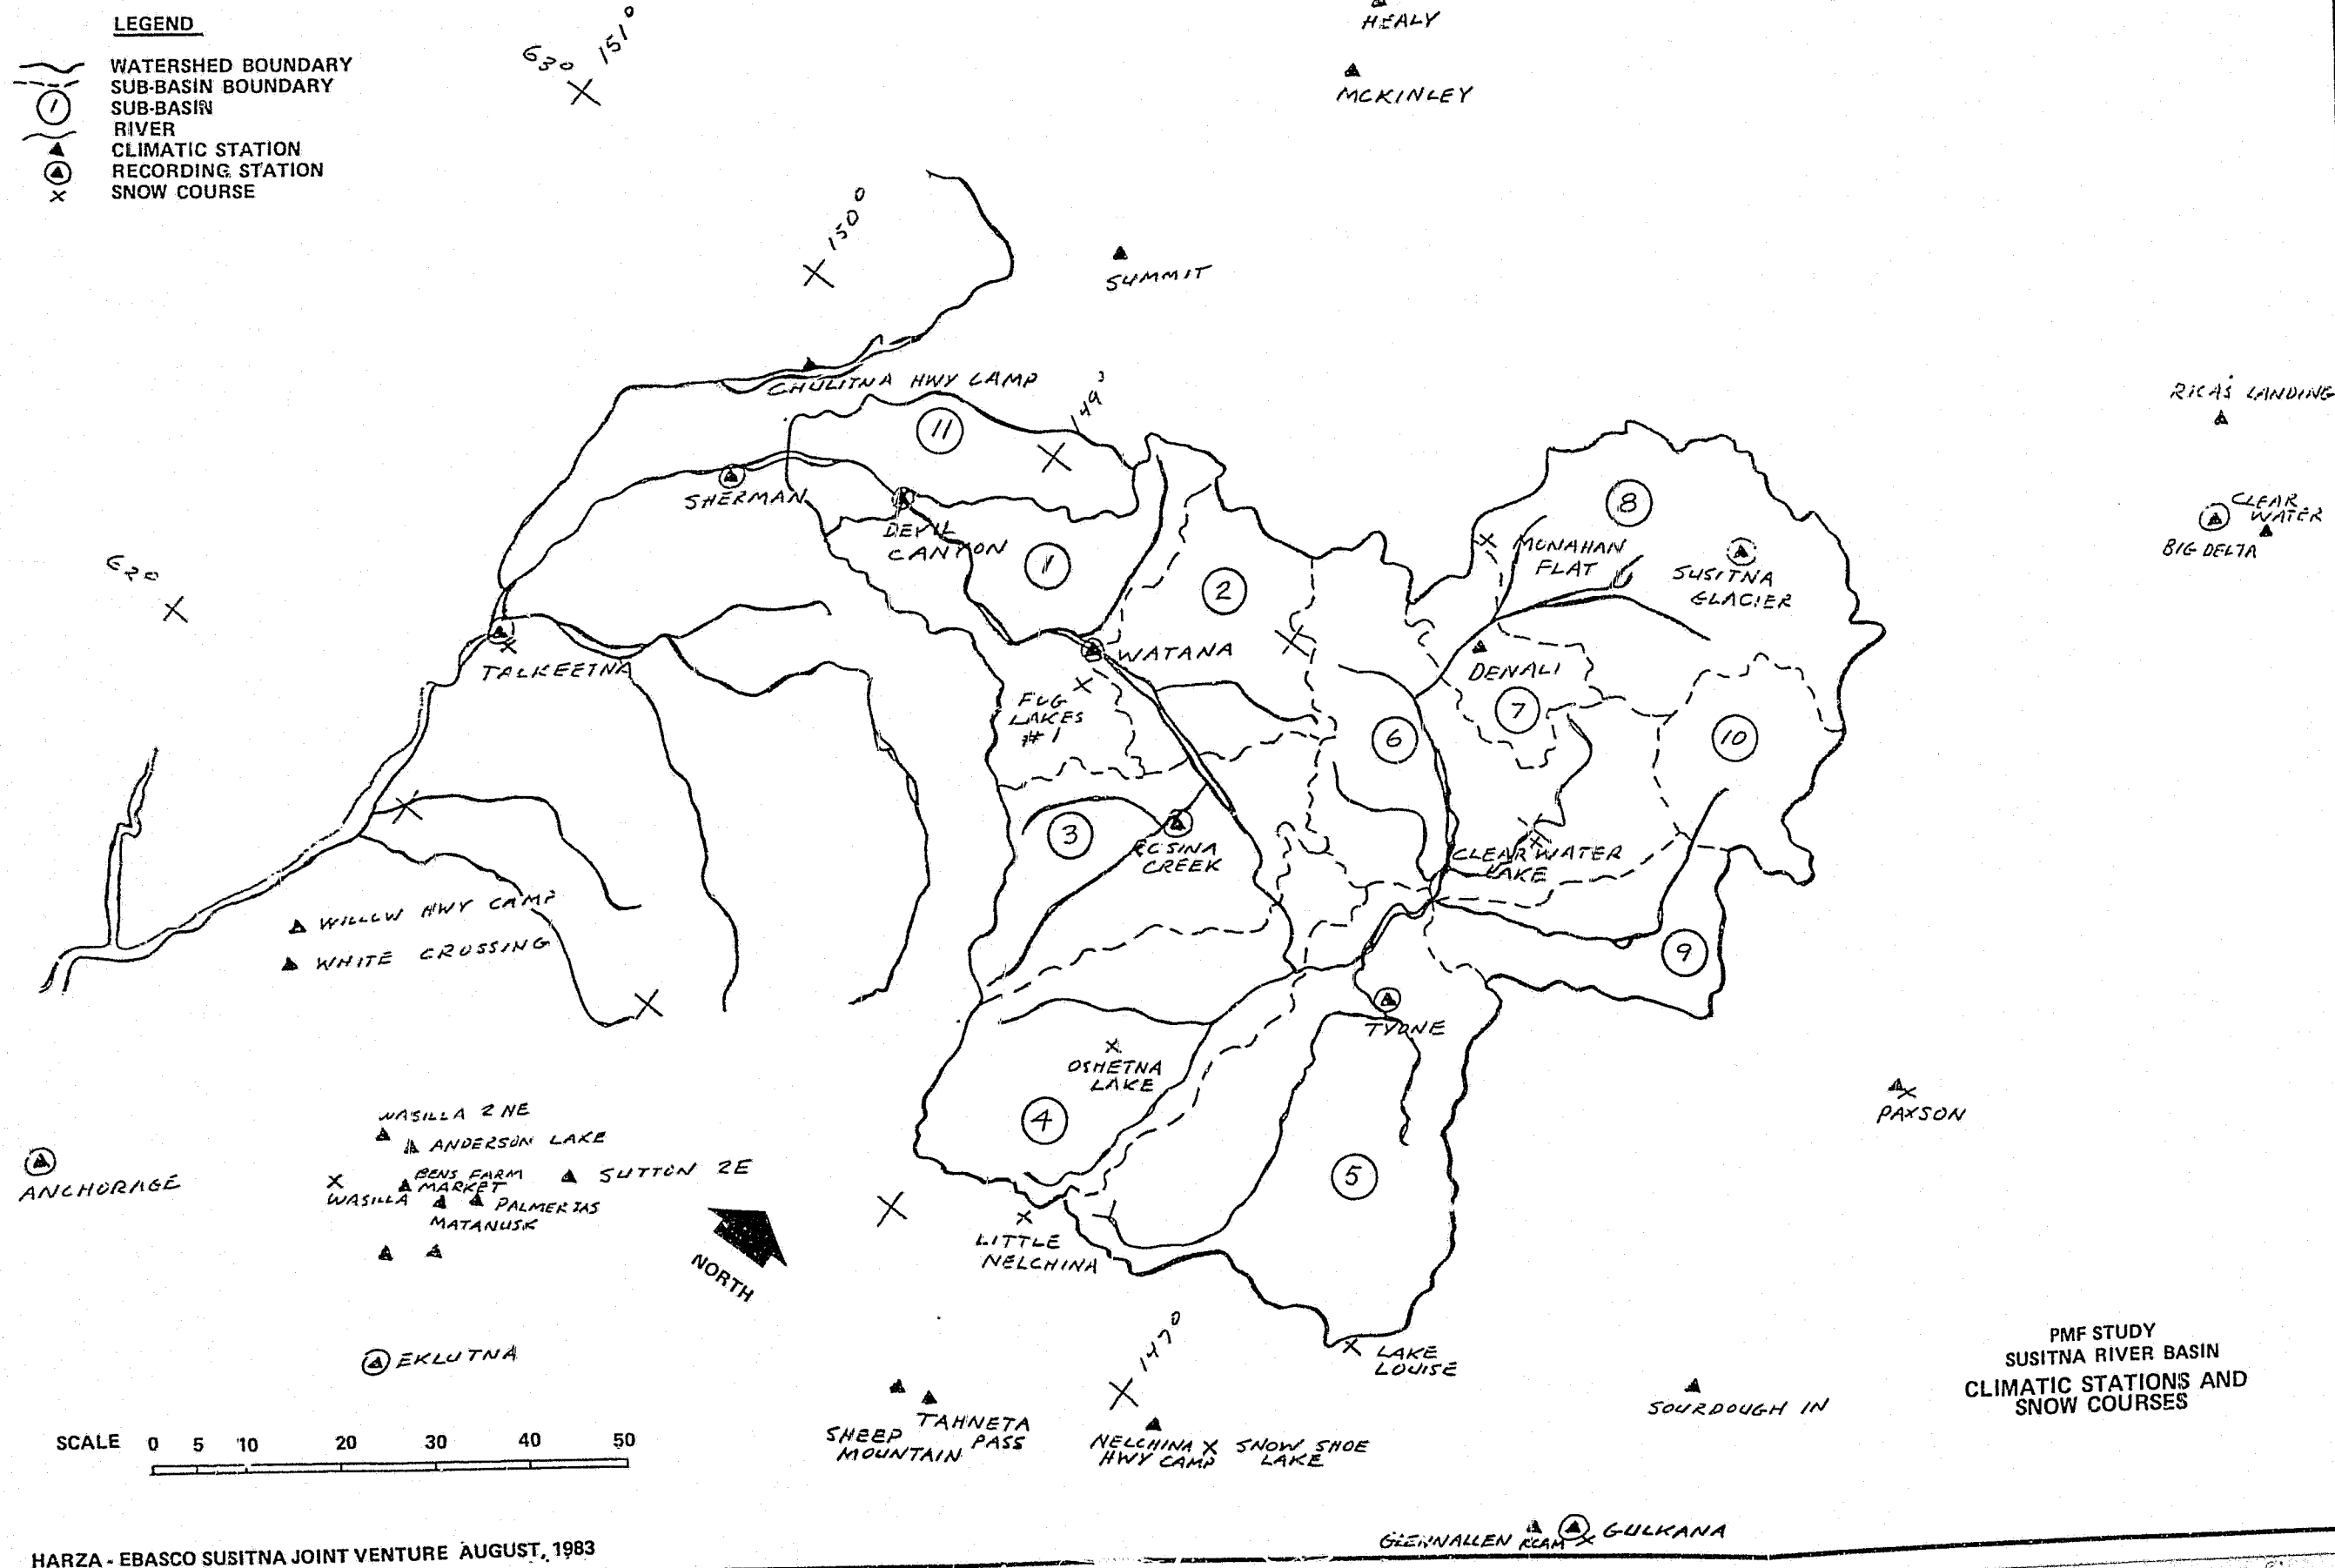 LEGEND
WATERSHED BOUNDARY
SUB-BASIN BOUNDARY
1
SUB-BASIN
RIVER
CLIMATIC STATION
RECORDING STATION
SNOW COURSE
63°
151°
HEALY
MCKINLEY
150°
SUMMIT
CHULITNA HWY CAMP
149
RICAS LANDING
11
SHERMAN
DEVIL
CANYON
1
2
8
MONAHAN
FLAT
SUSITNA
GLACIER
CLEAR
WATER
BIG DELTA
62°
TALKEETNA
WATANA
DENALI
FOG
LAKES
#1
6
7
10
3
CREEK
CLEARWATER
LAKE
WILLOW HWY CAMP
WHITE CROSSING
9
TYONE
OSHETNA
LAKE
4
PAXSON
WASILLA 2 NE
ANDERSON LAKE
ANCHORAGE
BENS FARM
MARKET
SUTTON 2E
WASILLA
PALMER IAS
MATANUSK
5
NORTH
LITTLE
NELCHINA
EKLUTNA
147°
LAKE
LOUISE
PMF STUDY
SUSITNA RIVER BASIN
CLIMATIC STATIONS AND
SNOW COURSES
SHEEP
MOUNTAIN
TAHNETA
PASS
NELCHINA
HWY CAMP
SNOW SHOE
LAKE
SOURDOUGH IN
SCALE 0 5 10 20 30 40 50
GLENNALLEN
GULKANA
HARZA - EBASCO SUSITNA JOINT VENTURE AUGUST, 1983